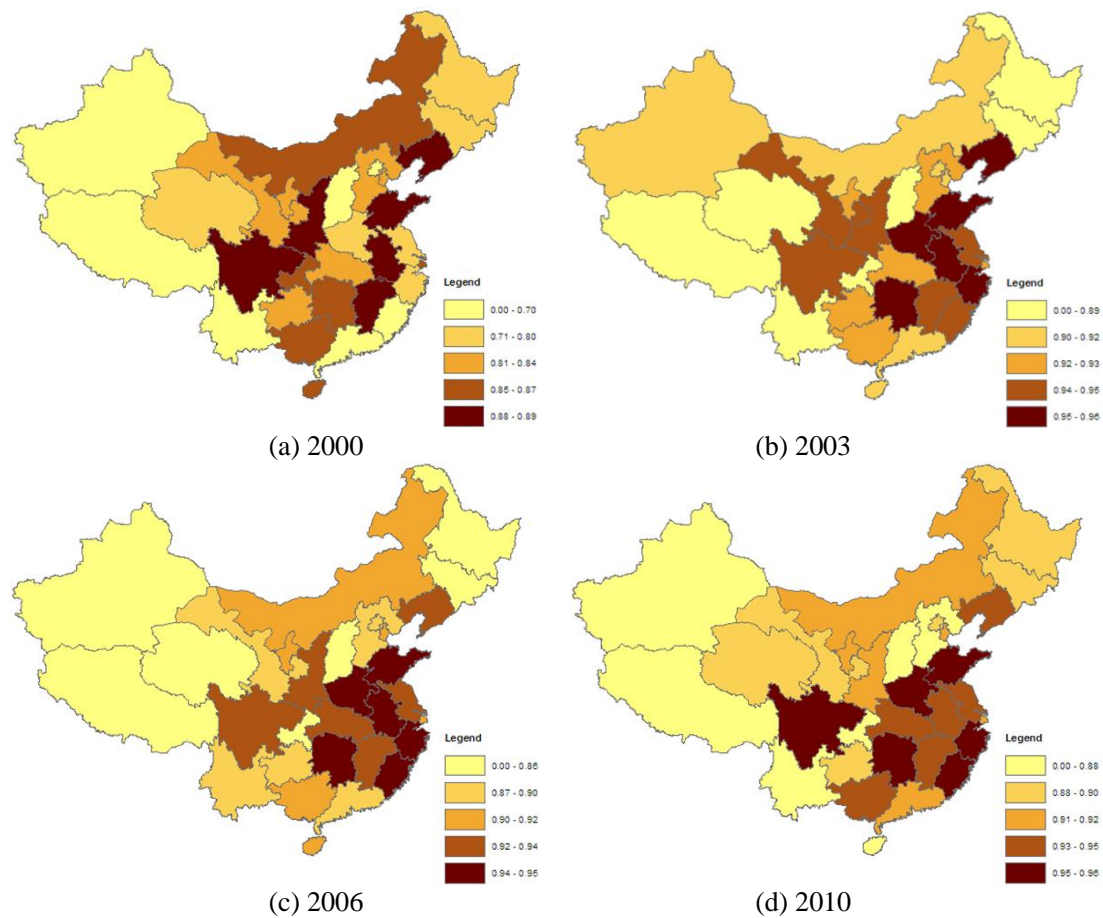 Legend
0.00 - 0.70
0.71 - 0.80
0.81 - 0.84
0.85 - 0.87
0.88 - 0.89
(a) 2000
Legend
0.00 - 0.89
0.90 - 0.92
0.92 - 0.93
0.94 - 0.95
0.95 - 0.96
(b) 2003
Legend
0.00 - 0.86
0.87 - 0.90
0.90 - 0.92
0.92 - 0.94
0.94 - 0.95
(c) 2006
Legend
0.00 - 0.88
0.88 - 0.90
0.91 - 0.92
0.93 - 0.95
0.95 - 0.96
(d) 2010